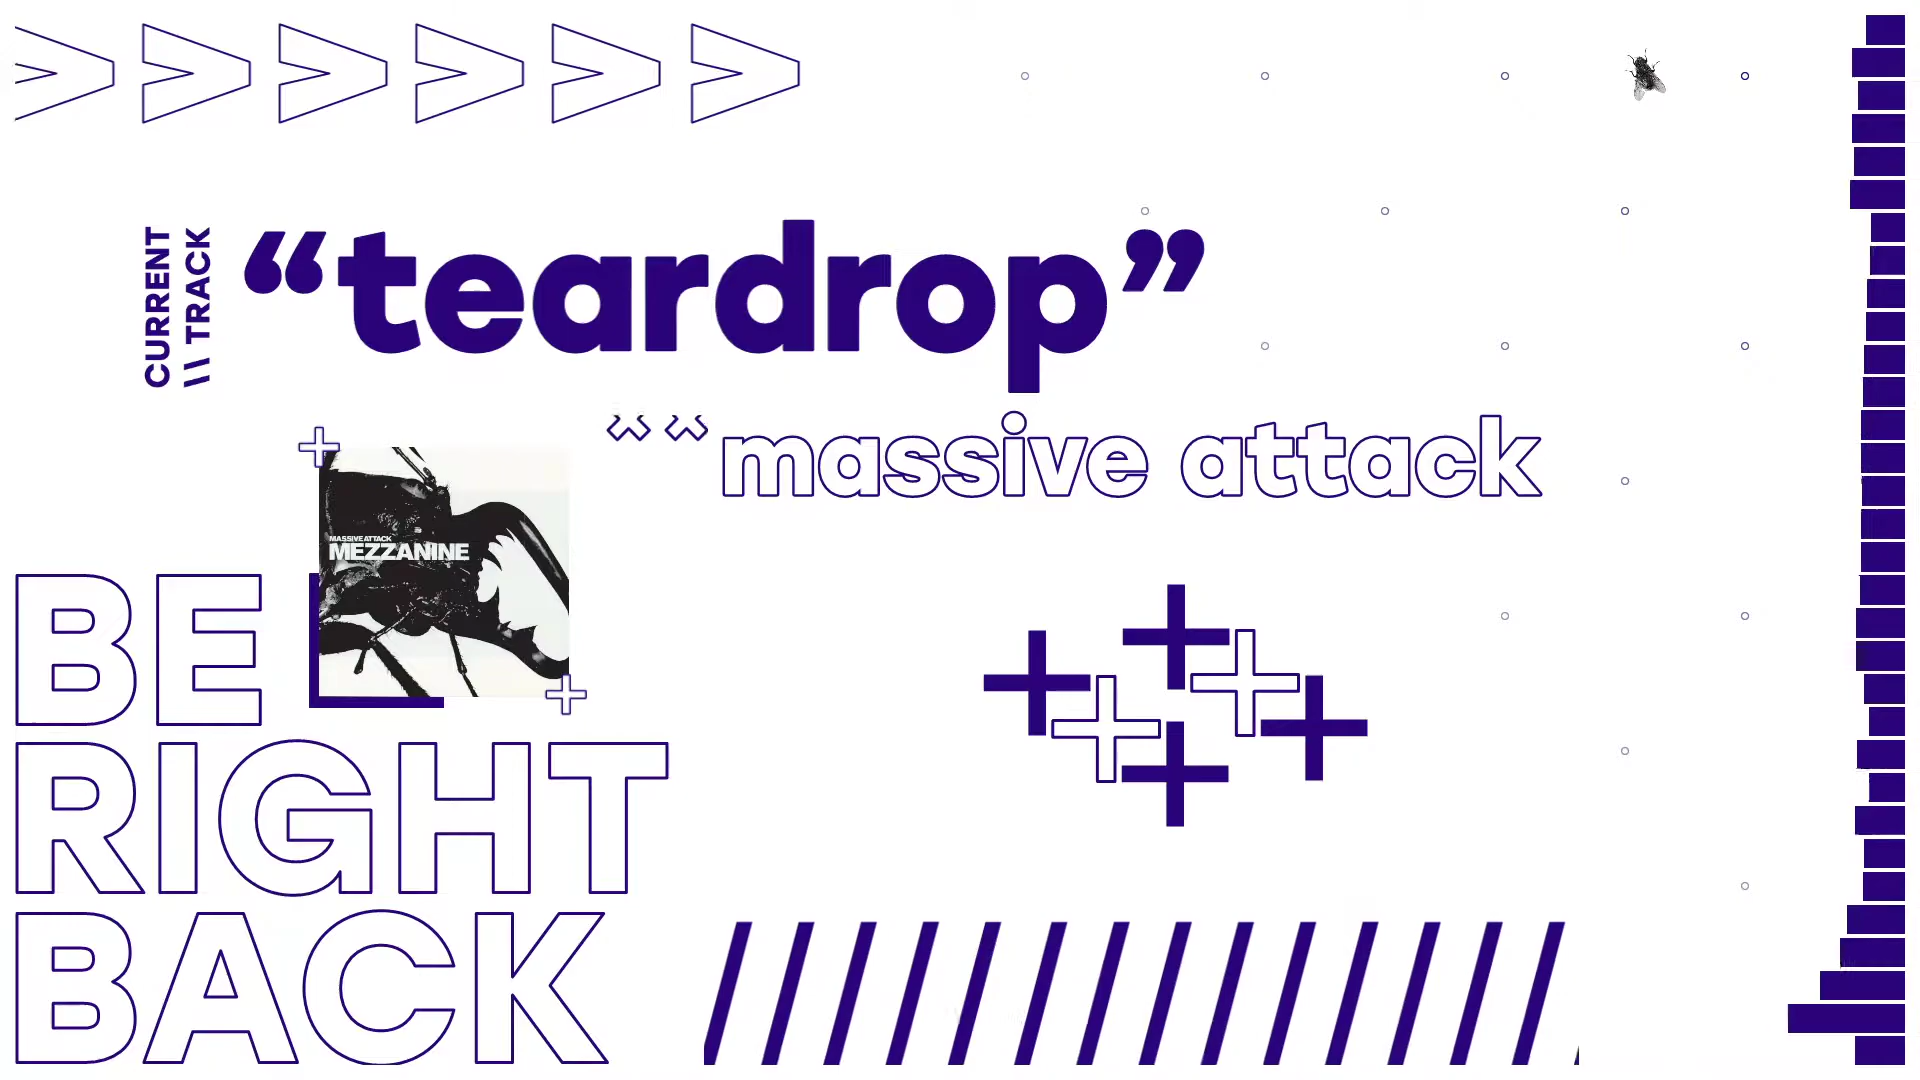 CURRENT
\\ TRACK
“teardrop”
massive attack
MASSIVE ATTACK
MEZZANINE
BE
RIGHT
BACK